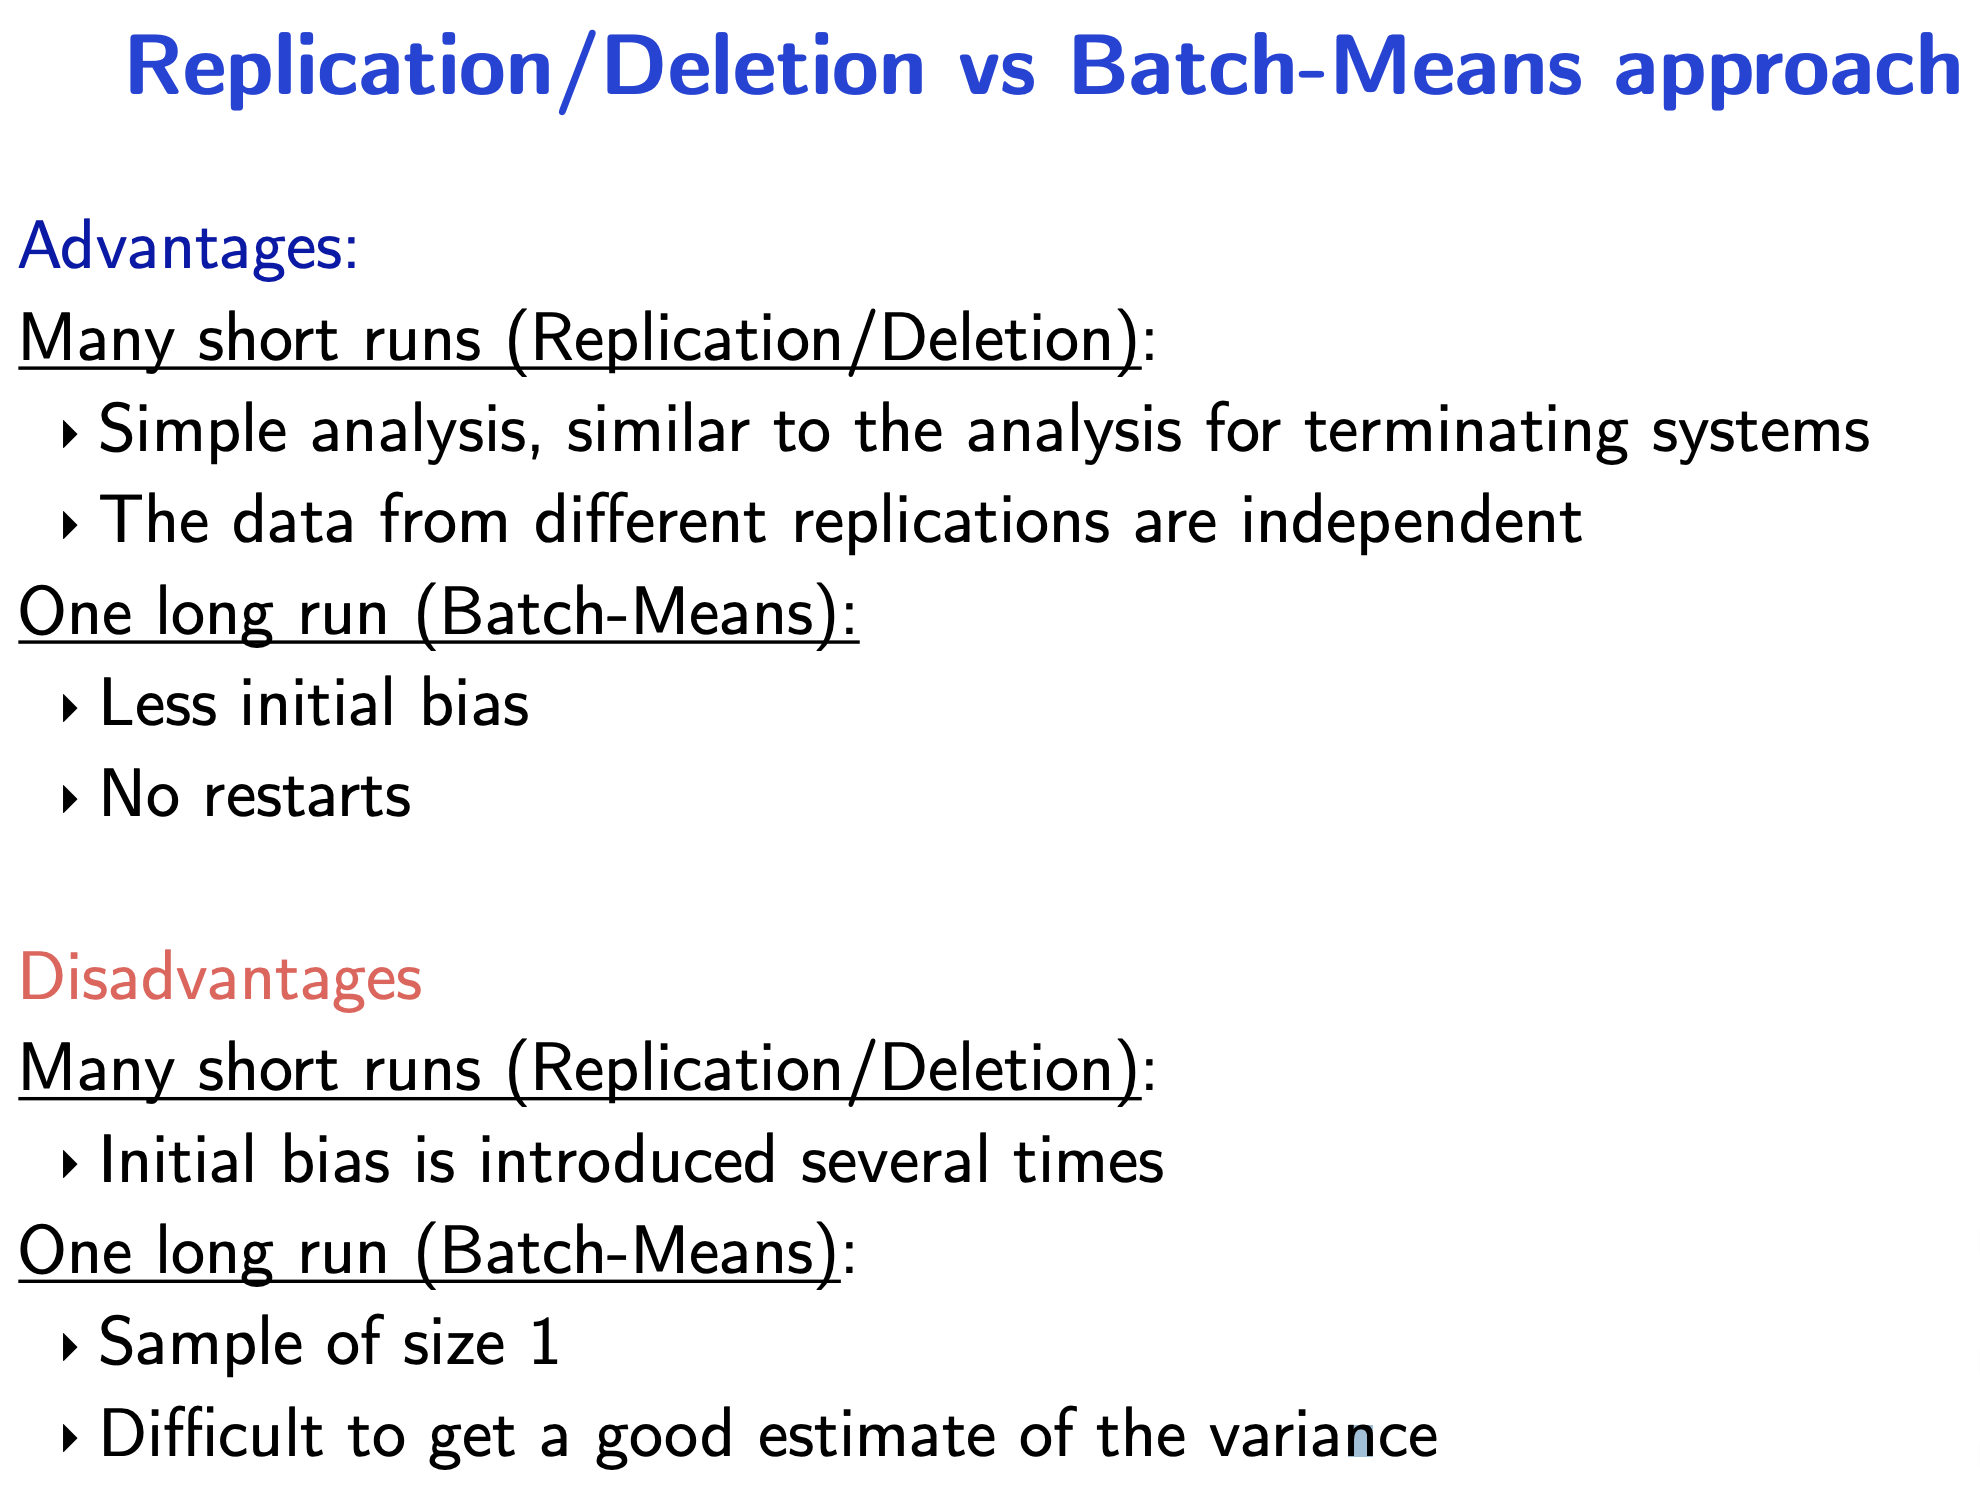 Replication/Deletion vs Batch-Means approach
Advantages:
Many short runs (Replication/Deletion):
‣ Simple analysis, similar to the analysis for terminating systems
‣ The data from different replications are independent
One long run (Batch-Means):
‣ Less initial bias
‣ No restarts
Disadvantages
Many short runs (Replication/Deletion):
‣ Initial bias is introduced several times
One long run (Batch-Means):
‣ Sample of size 1
‣ Difficult to get a good estimate of the variance